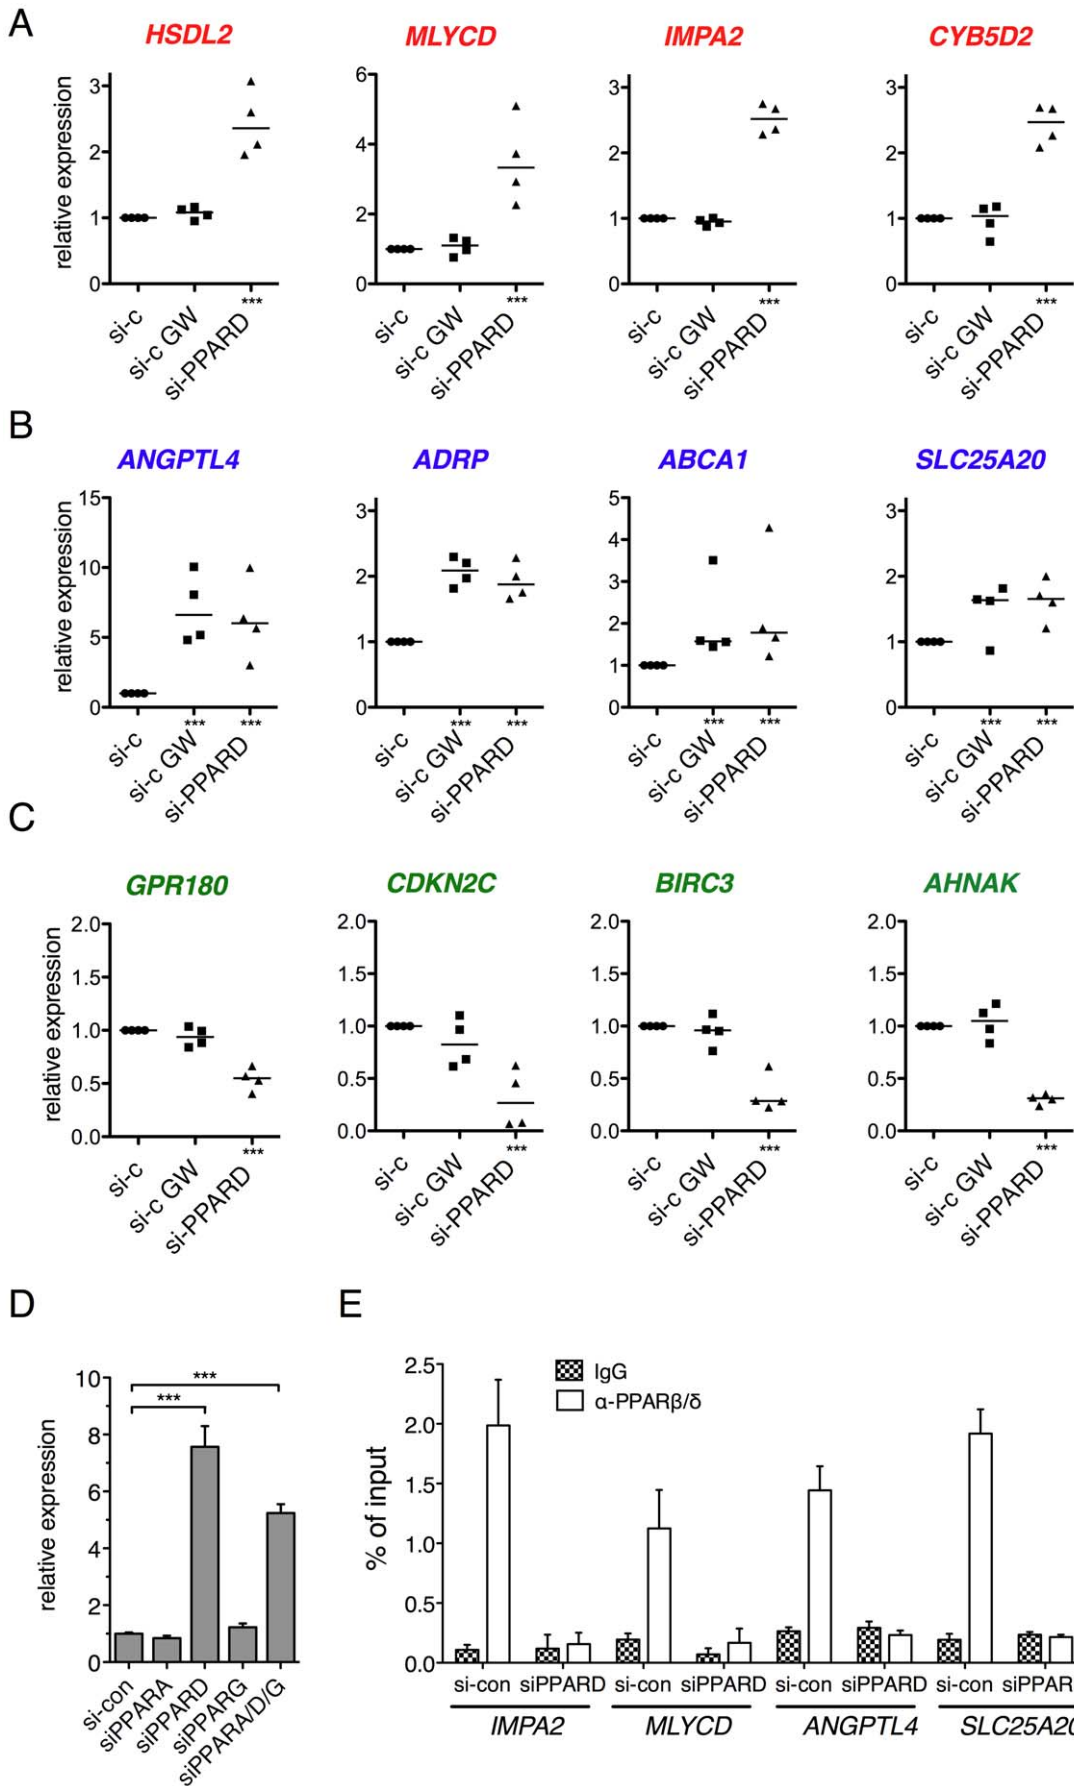 A
HSDL2 MLYCD IMPA2 CYB5D2
relative expression
3 2 1 0
6 4 2 0
3 2 1 0
3 2 1 0
si-c si-c GW si-PPARD***
si-c si-c GW si-PPARD***
si-c si-c GW si-PPARD***
si-c si-c GW si-PPARD***
B
ANGPTL4 ADRP ABCA1 SLC25A20
relative expression
15 10 5 0
3 2 1 0
5 4 3 2 1 0
3 2 1 0
si-c si-c GW*** si-PPARD***
si-c si-c GW*** si-PPARD***
si-c si-c GW*** si-PPARD***
si-c si-c GW*** si-PPARD***
C
GPR180 CDKN2C BIRC3 AHNAK
relative expression
2.0 1.5 1.0 0.5 0.0
2.0 1.5 1.0 0.5 0.0
2.0 1.5 1.0 0.5 0.0
2.0 1.5 1.0 0.5 0.0
si-c si-c GW si-PPARD***
si-c si-c GW si-PPARD***
si-c si-c GW si-PPARD***
si-c si-c GW si-PPARD***
D
relative expression
10 8 6 4 2 0
***
***
si-con siPPARA siPPARD siPPARG siPPARA/D/G
E
% of input
2.5 2.0 1.5 1.0 0.5 0.0
IgG
α-PPARβ/δ
si-con siPPARD si-con siPPARD si-con siPPARD si-con siPPAR
IMPA2 MLYCD ANGPTL4 SLC25A20